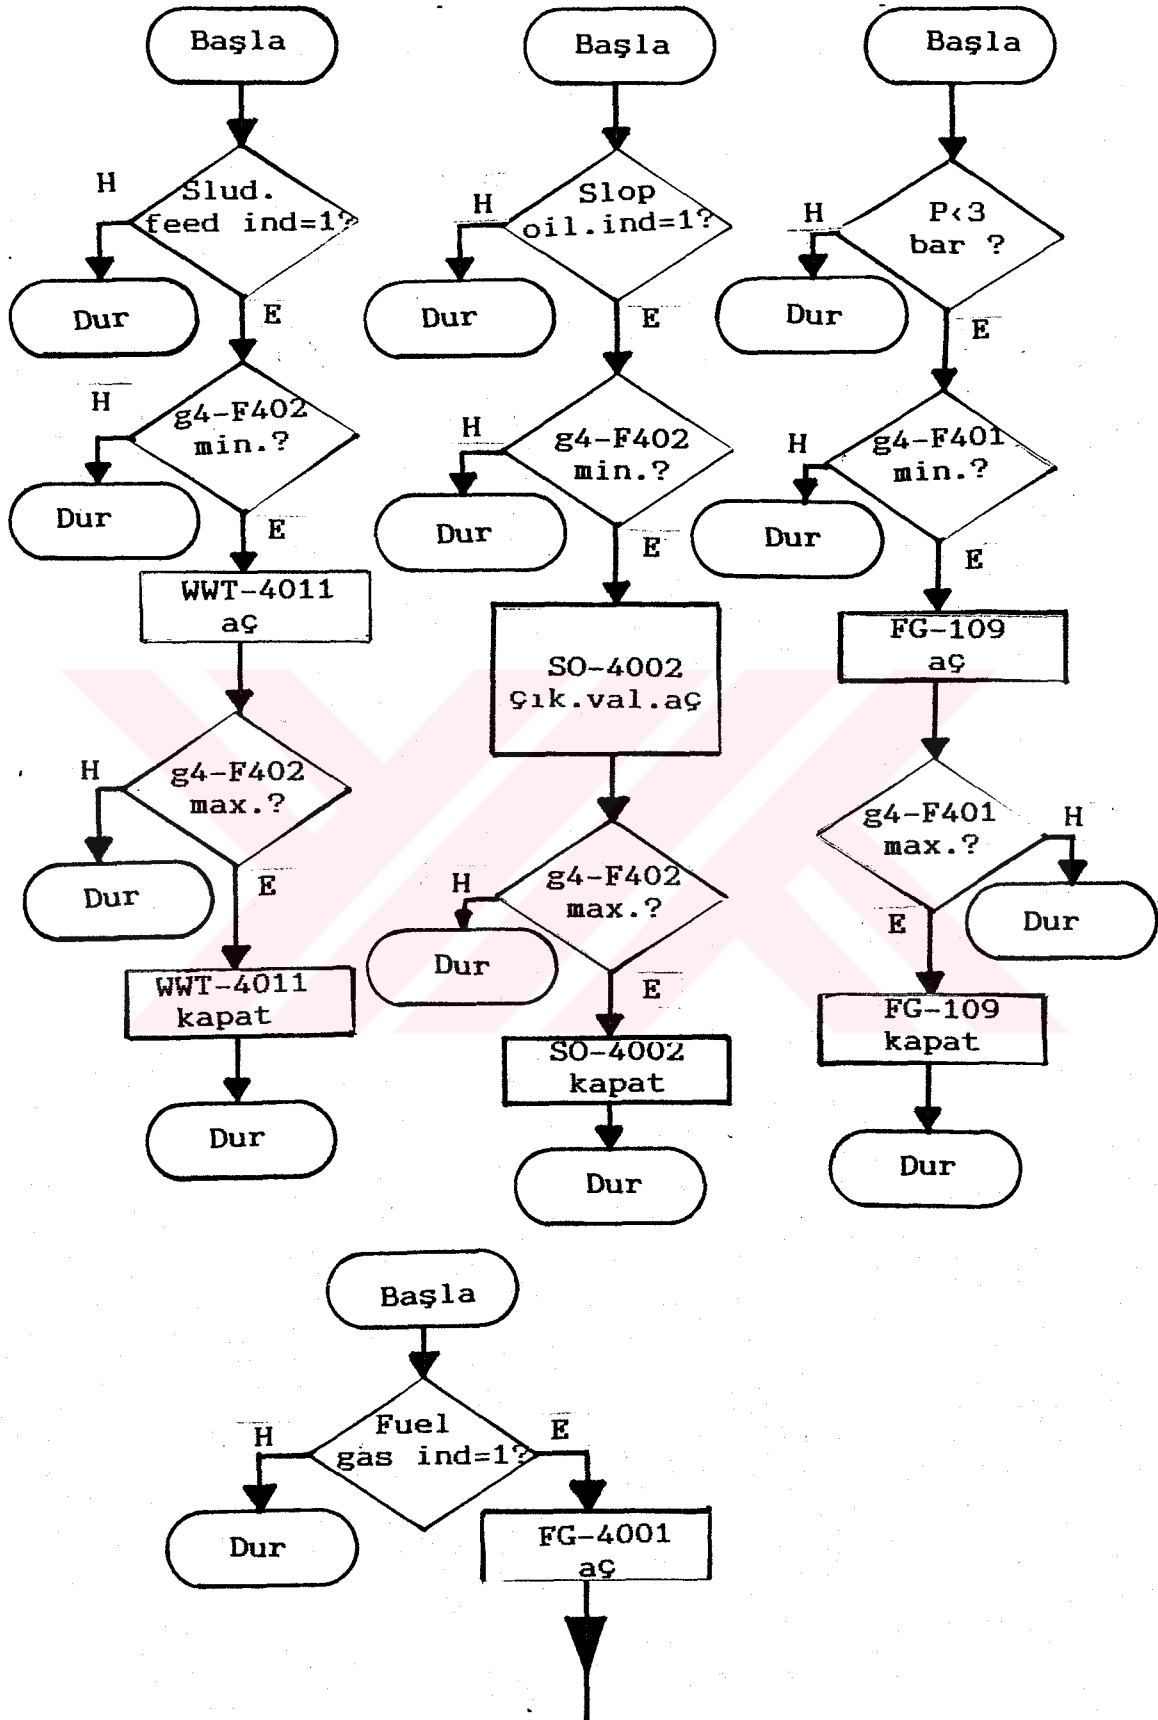 Başla
H
Slud.
feed ind=1?
Dur
E
H
g4-F402
min.?
Dur
E
WWT-4011
aç
H
g4-F402
max.?
Dur
E
WWT-4011
kapat
Dur
Başla
H
Slop
oil.ind=1?
Dur
E
H
g4-F402
min.?
Dur
E
SO-4002
Çık.val.aç
H
g4-F402
max.?
Dur
E
SO-4002
kapat
Dur
Başla
H
P<3
bar ?
Dur
E
H
g4-F401
min.?
Dur
E
FG-109
aç
g4-F401
max.?
H
Dur
E
FG-109
kapat
Dur
Başla
H
Fuel
gas ind=1?
E
Dur
FG-4001
aç